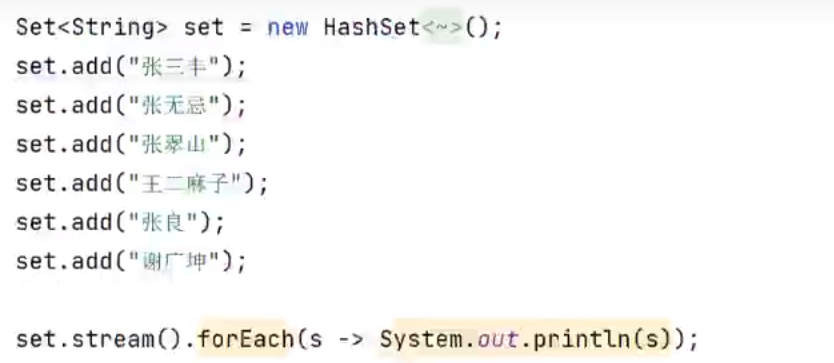 Set<String> set = new HashSet<~>();
set.add("张三丰");
set.add("张无忌");
set.add("张翠山");
set.add("王二麻子");
set.add("张良");
set.add("谢广坤");
set.stream().forEach(s -> System.out.println(s));